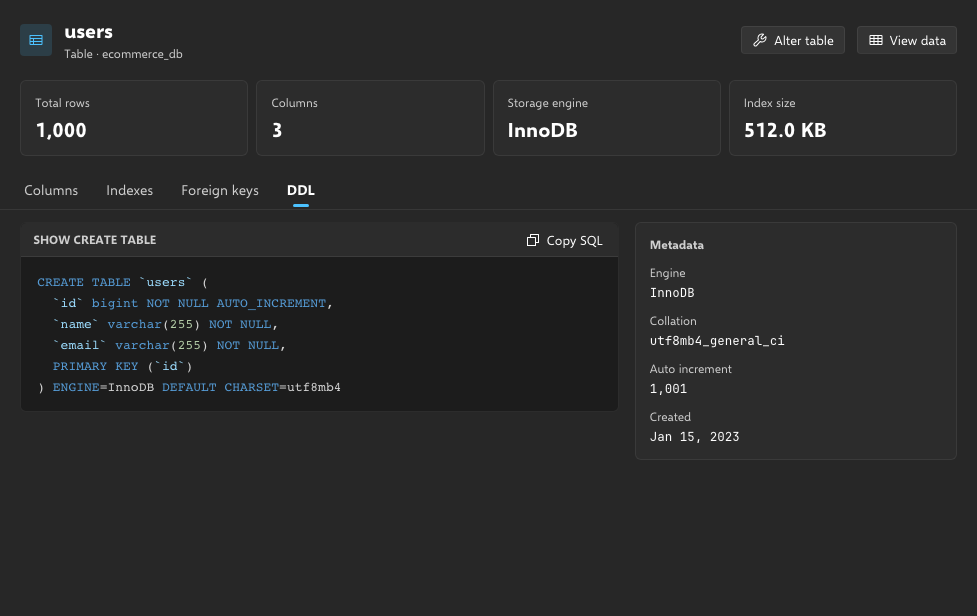 users
Table · ecommerce_db
Alter table
View data
Total rows
1,000
Columns
3
Storage engine
InnoDB
Index size
512.0 KB
Columns
Indexes
Foreign keys
DDL
SHOW CREATE TABLE
Copy SQL
CREATE TABLE `users` (
  `id` bigint NOT NULL AUTO_INCREMENT,
  `name` varchar(255) NOT NULL,
  `email` varchar(255) NOT NULL,
  PRIMARY KEY (`id`)
) ENGINE=InnoDB DEFAULT CHARSET=utf8mb4
Metadata
Engine
InnoDB
Collation
utf8mb4_general_ci
Auto increment
1,001
Created
Jan 15, 2023